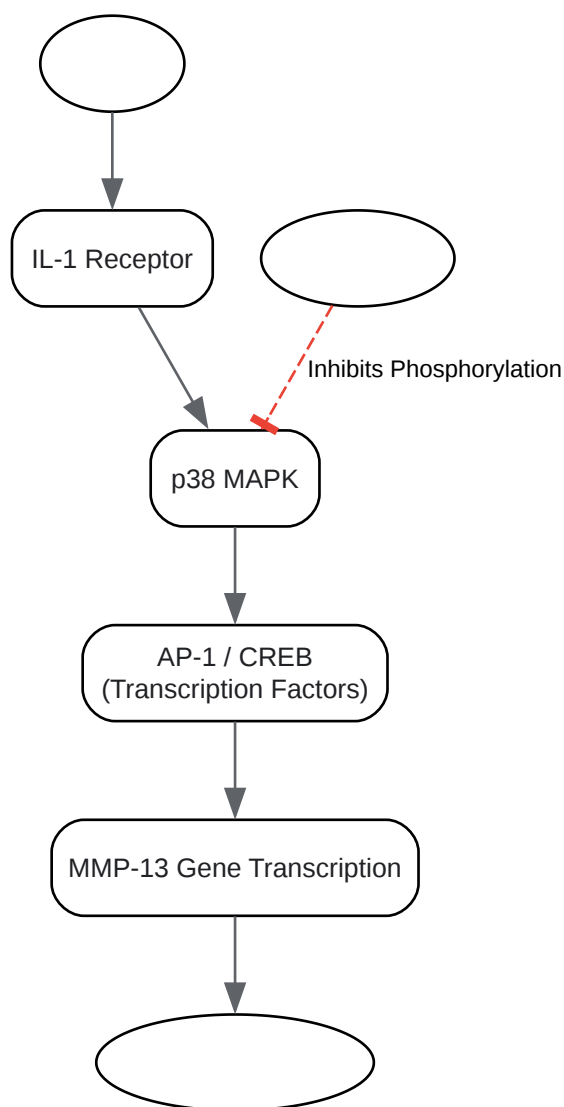 IL-1 Receptor
Inhibits Phosphorylation
p38 MAPK
AP-1 / CREB
(Transcription Factors)
MMP-13 Gene Transcription